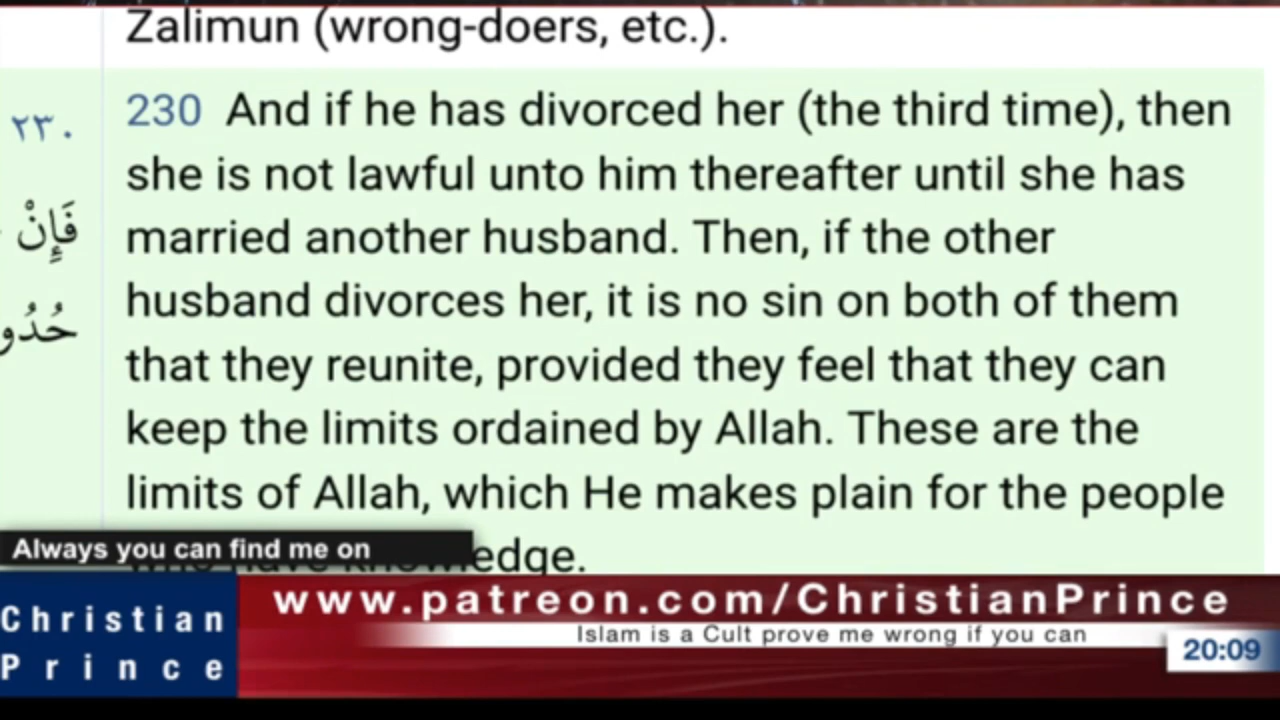 Zalimun (wrong-doers, etc.).
٢٣٠
230 And if he has divorced her (the third time), then
she is not lawful unto him thereafter until she has
فَإِنْ
married another husband. Then, if the other
husband divorces her, it is no sin on both of them
حُدُو
that they reunite, provided they feel that they can
keep the limits ordained by Allah. These are the
limits of Allah, which He makes plain for the people
who have knowledge.
Always you can find me on
www.patreon.com/ChristianPrince
Islam is a Cult prove me wrong if you can
Christian
Prince
20:09